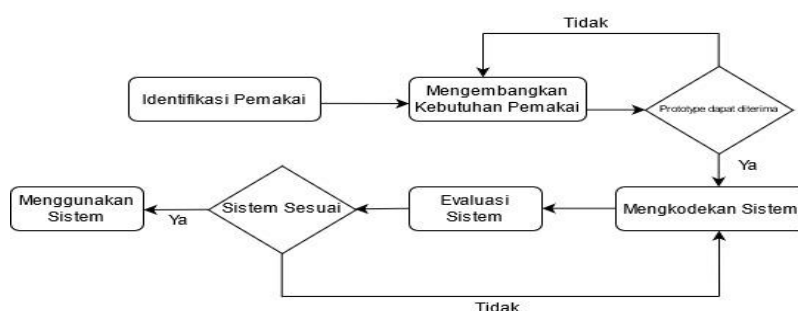 Tidak
Identifikasi Pemakai
Mengembangkan
Kebutuhan Pemakai
Prototype dapat diterima
Ya
Menggunakan
Sistem
Ya
Sistem Sesuai
Evaluasi
Sistem
Mengkodekan Sistem
Tidak